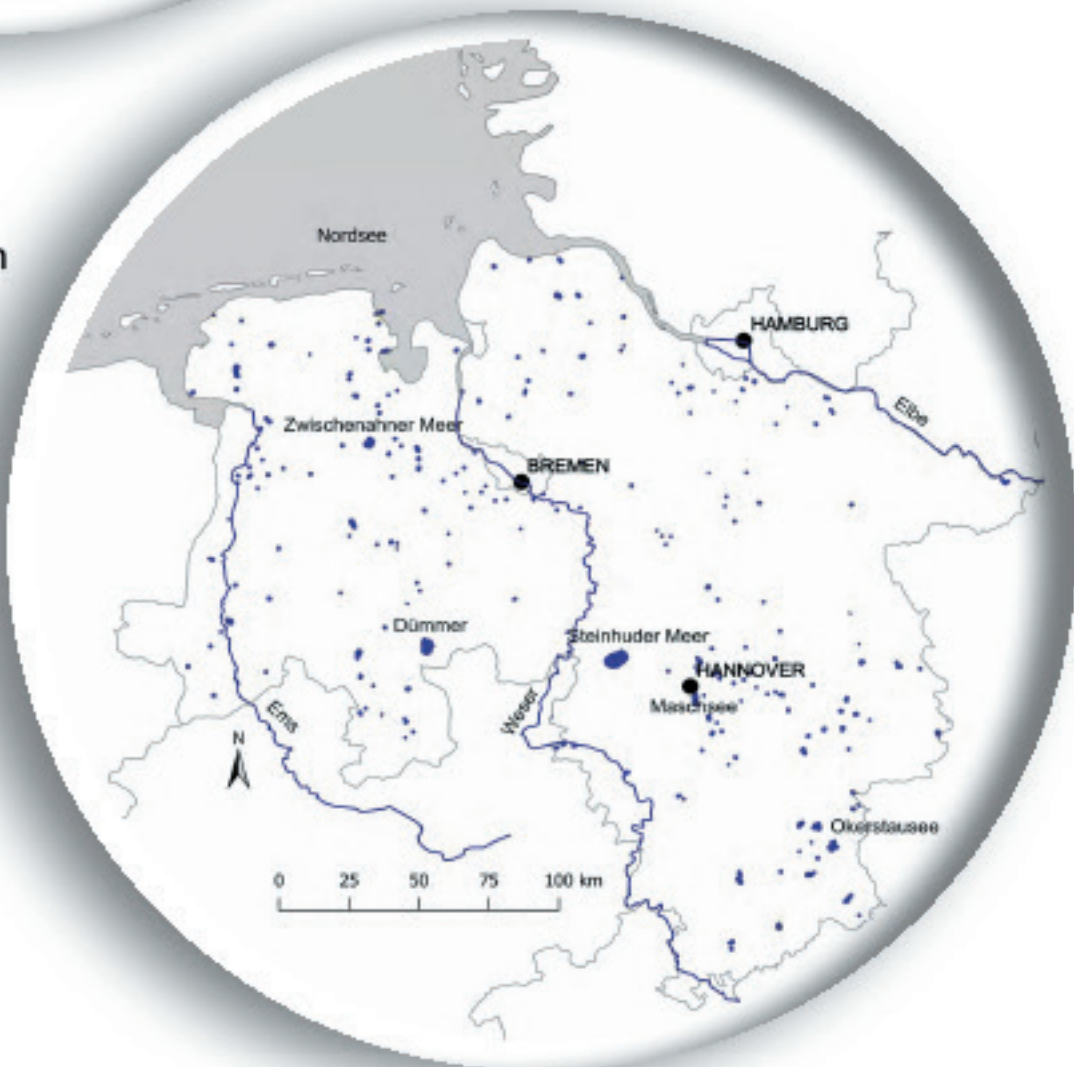 Nordsee
HAMBURG
Elbe
Zwischenahner Meer
BREMEN
Dümmer
Steinhuder Meer
HANNOVER
Maschsee
Weser
Ems
N
Okerstausee
0 25 50 75 100 km